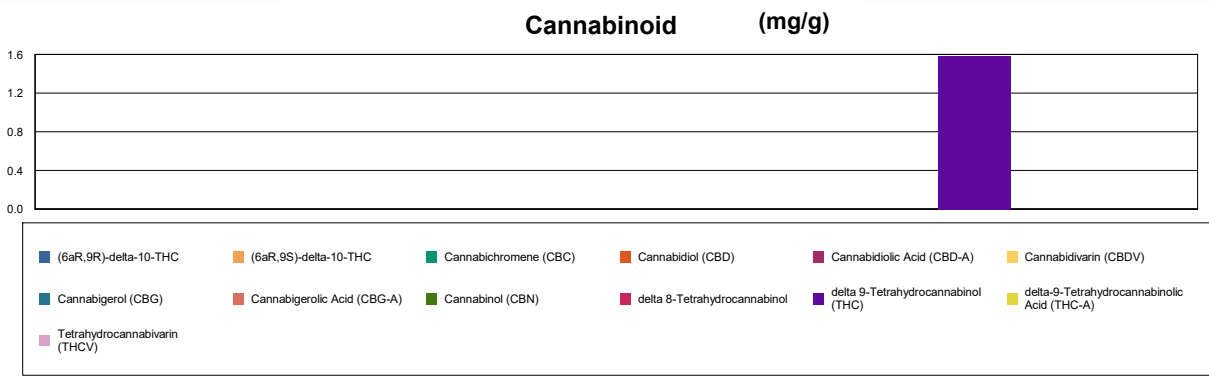 Cannabinoid (mg/g)
1.6
1.2
0.8
0.4
0.0
(6aR,9R)-delta-10-THC
(6aR,9S)-delta-10-THC
Cannabichromene (CBC)
Cannabidiol (CBD)
Cannabidiolic Acid (CBD-A)
Cannabidivarin (CBDV)
Cannabigerol (CBG)
Cannabigerolic Acid (CBG-A)
Cannabinol (CBN)
delta 8-Tetrahydrocannabinol
delta 9-Tetrahydrocannabinol
(THC)
delta-9-Tetrahydrocannabinolic
Acid (THC-A)
Tetrahydrocannabivarin
(THCV)